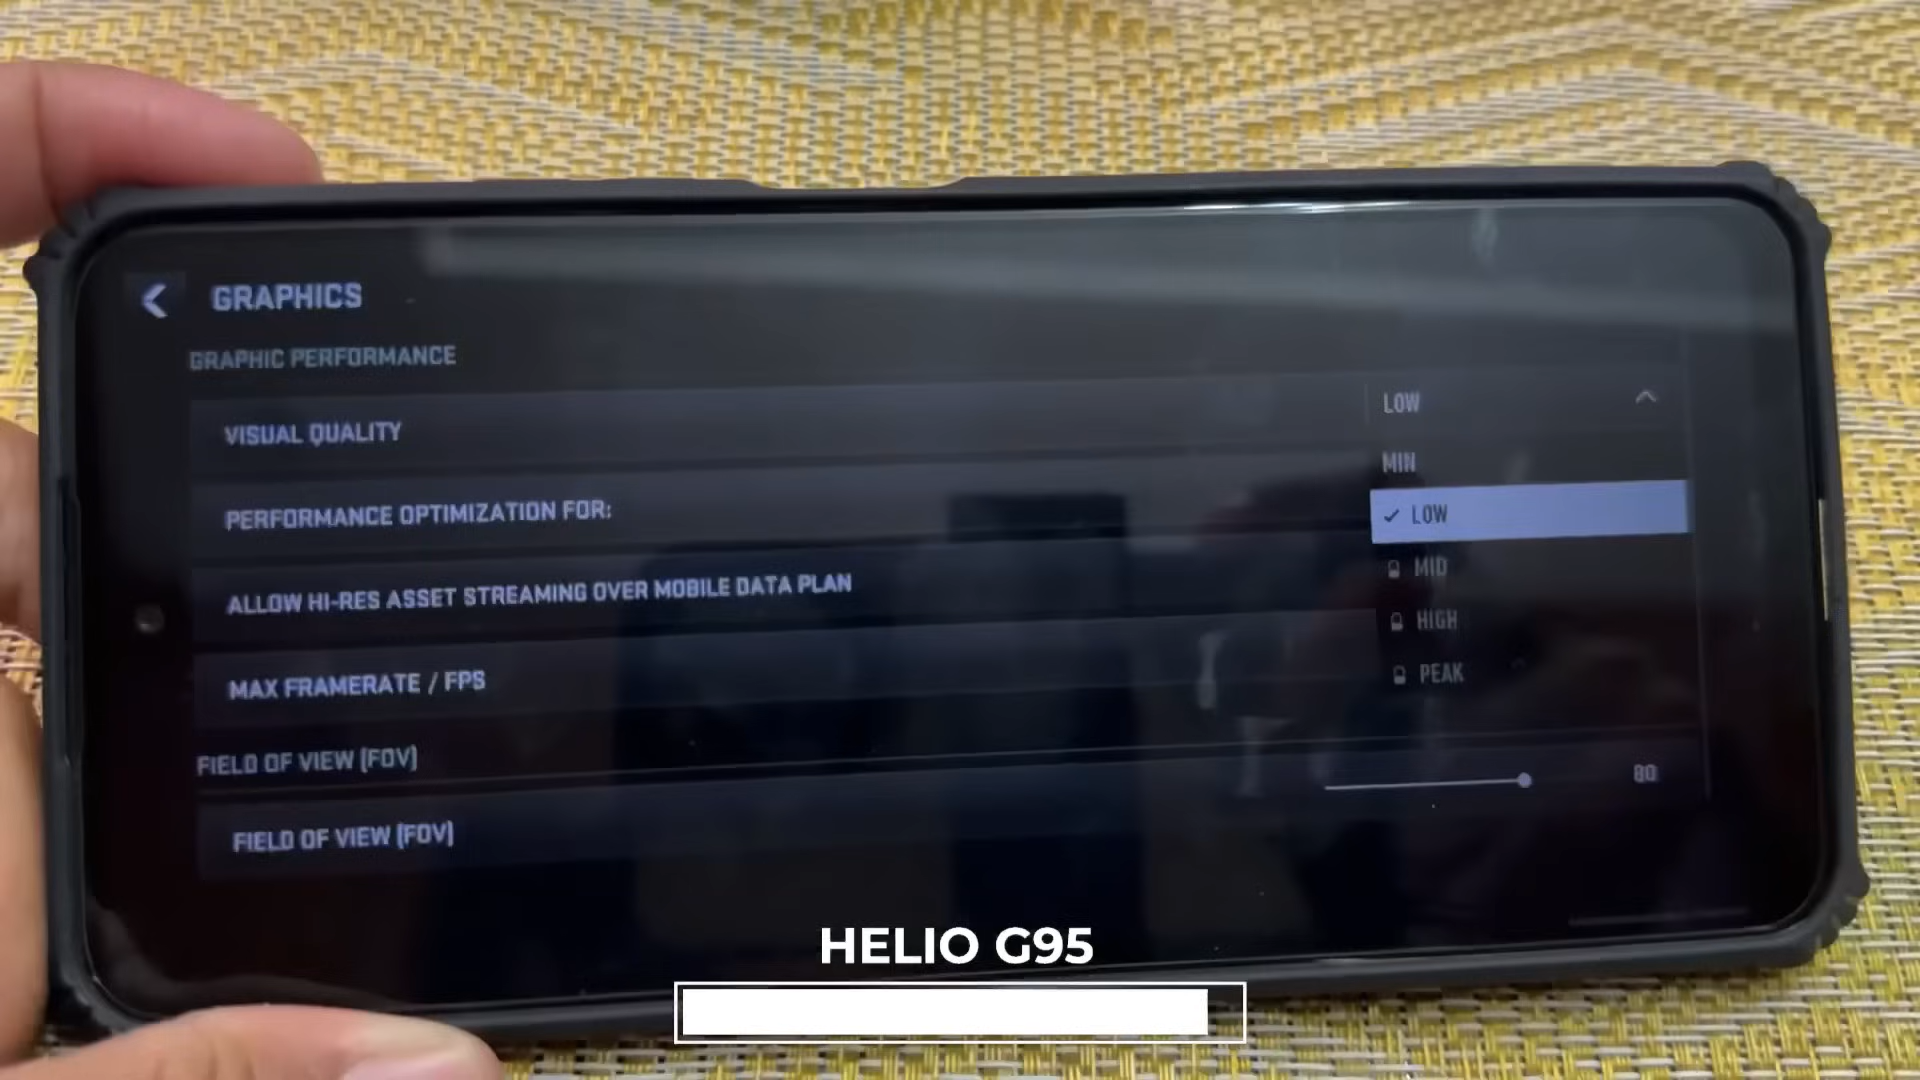 GRAPHICS
GRAPHIC PERFORMANCE
VISUAL QUALITY
LOW
MIN
LOW
MID
HIGH
PEAK
PERFORMANCE OPTIMIZATION FOR:
ALLOW HI-RES ASSET STREAMING OVER MOBILE DATA PLAN
MAX FRAMERATE / FPS
FIELD OF VIEW (FOV)
FIELD OF VIEW (FOV)
80
HELIO G95